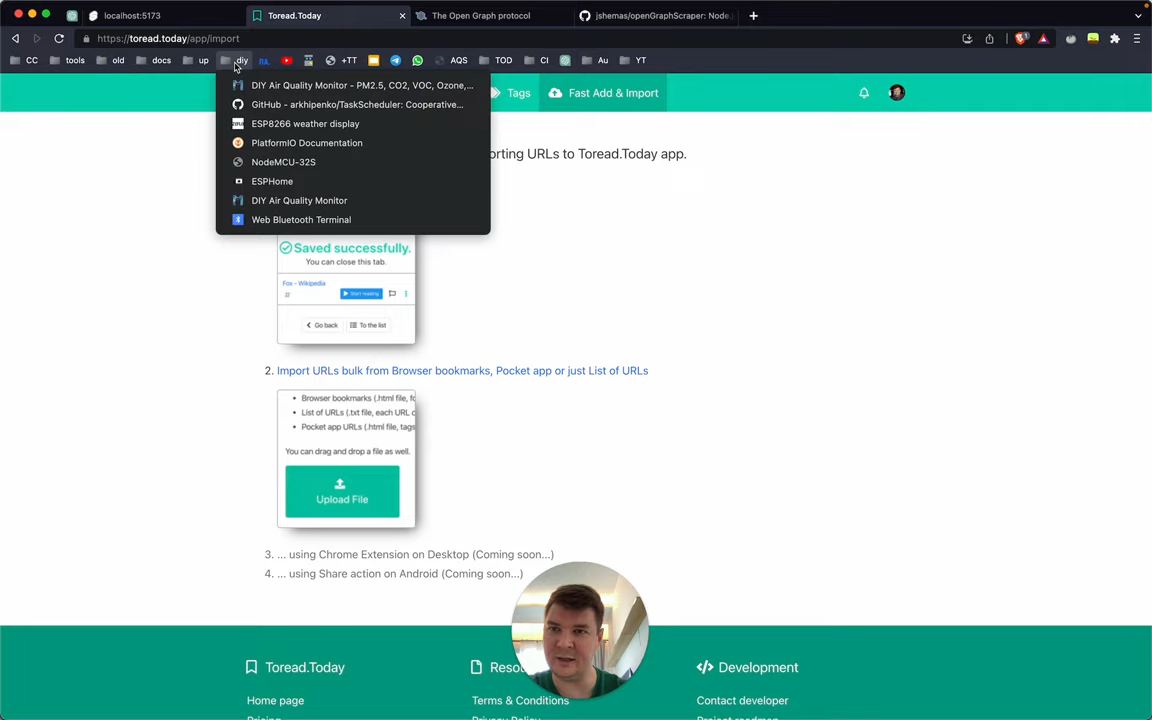 localhost:5173
Toread.Today
The Open Graph protocol
jshemas/openGraphScraper: Node.
https://toread.today/app/import
CC
tools
old
docs
up
diy
+TT
AQS
TOD
CI
Au
YT
DIY Air Quality Monitor - PM2.5, CO2, VOC, Ozone,...
GitHub - arkhipenko/TaskScheduler: Cooperative...
ESP8266 weather display
PlatformIO Documentation
NodeMCU-32S
ESPHome
DIY Air Quality Monitor
Web Bluetooth Terminal
Tags
Fast Add & Import
orting URLs to Toread.Today app.
Saved successfully.
You can close this tab.
Fox - Wikipedia
#
Start reading
Go back
To the list
2. Import URLs bulk from Browser bookmarks, Pocket app or just List of URLs
• Browser bookmarks (.html file, fo
• List of URLs (.txt file, each URL o
• Pocket app URLs (.html file, tags
You can drag and drop a file as well.
Upload File
3. ... using Chrome Extension on Desktop (Coming soon...)
4. ... using Share action on Android (Coming soon...)
Toread.Today
Resou
Development
Home page
Terms & Conditions
Contact developer